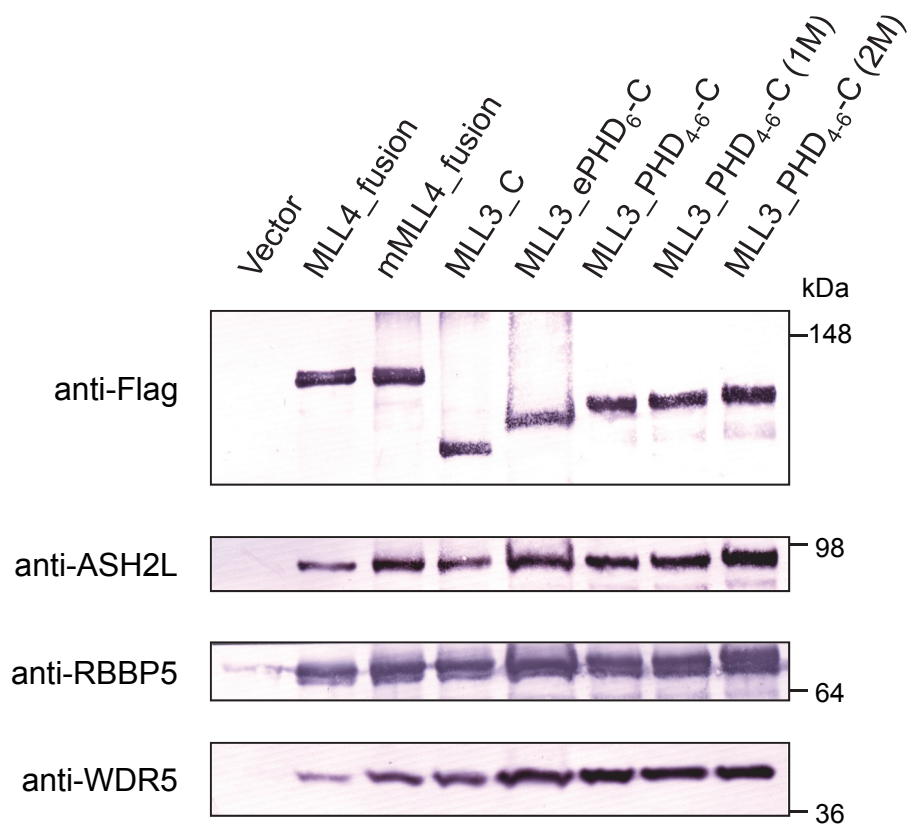 Vector
MLL4_fusion
mMLL4_fusion
MLL3_C
MLL3_ePHD₆-C
MLL3_PHD₄₋₆-C
MLL3_PHD₄₋₆-C (1M)
MLL3_PHD₄₋₆-C (2M)
kDa
148
anti-Flag
98
anti-ASH2L
anti-RBBP5
64
anti-WDR5
36